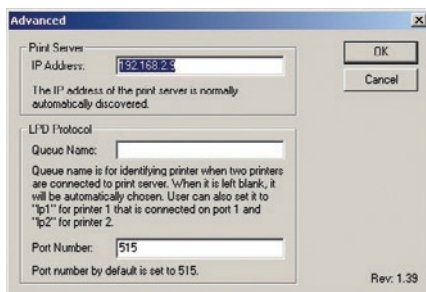 Advanced
Print Server
IP Address: 192.168.2.9
The IP address of the print server is normally
automatically discovered.
OK
Cancel
LPD Protocol
Queue Name:
Queue name is for identifying printer when two printers
are connected to print server. When it is left blank, it
will be automatically chosen. User can also set it to
"lp1" for printer 1 that is connected on port 1 and
"lp2" for printer 2.
Port Number: 515
Port number by default is set to 515.
Rev: 1.39